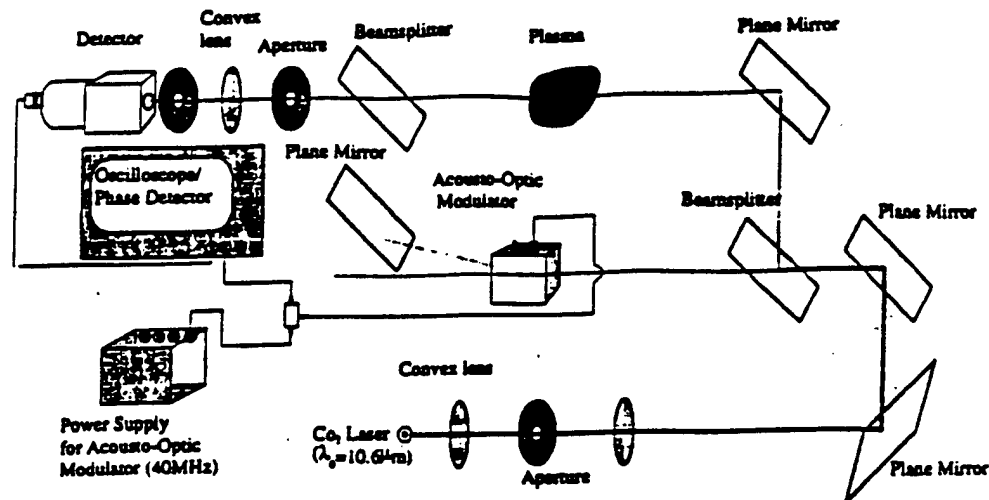 Convex
lens
Detector
Aperture
Beamsplitter
Plasma
Plane Mirror
Plane Mirror
Oscilloscope/
Phase Detector
Acousto-Optic
Modulator
Beamsplitter
Plane Mirror
Convex lens
Power Supply
for Acousto-Optic
Modulator (40MHz)
Co₂ Laser
(λ₀=10.6μm)
Aperture
Plane Mirror